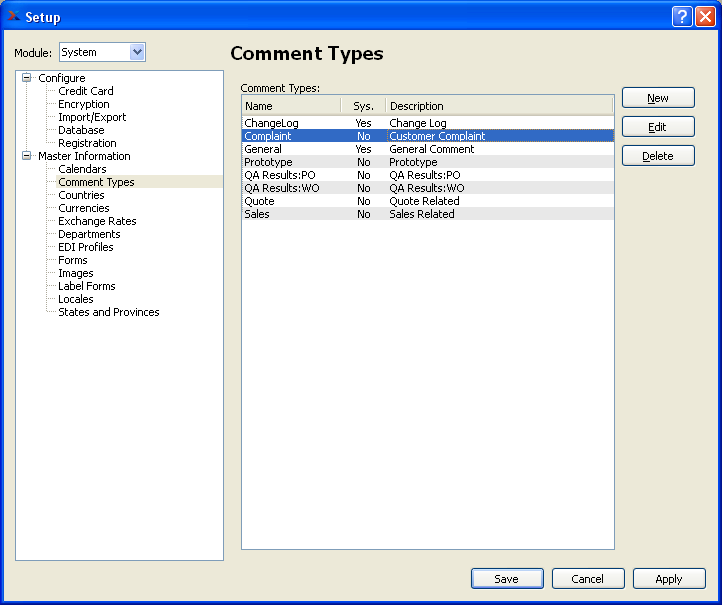 Setup
Module: System
Comment Types
Configure
Credit Card
Encryption
Import/Export
Database
Registration
Master Information
Calendars
Comment Types
Countries
Currencies
Exchange Rates
Departments
EDI Profiles
Forms
Images
Label Forms
Locales
States and Provinces
Comment Types:
Name Sys. Description
ChangeLog Yes Change Log
Complaint No Customer Complaint
General Yes General Comment
Prototype No Prototype
QA Results:PO No QA Results:PO
QA Results:WO No QA Results:WO
Quote No Quote Related
Sales No Sales Related
New
Edit
Delete
Save Cancel Apply